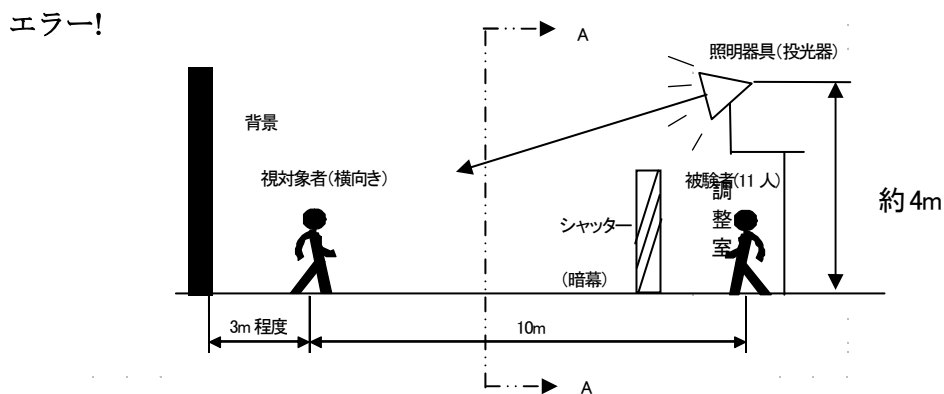 エラー!
A
照明器具(投光器)
背景
視対象者(横向き)
被験者(11 人)
調整室
約4m
シャッター
(暗幕)
3m 程度
10m
A